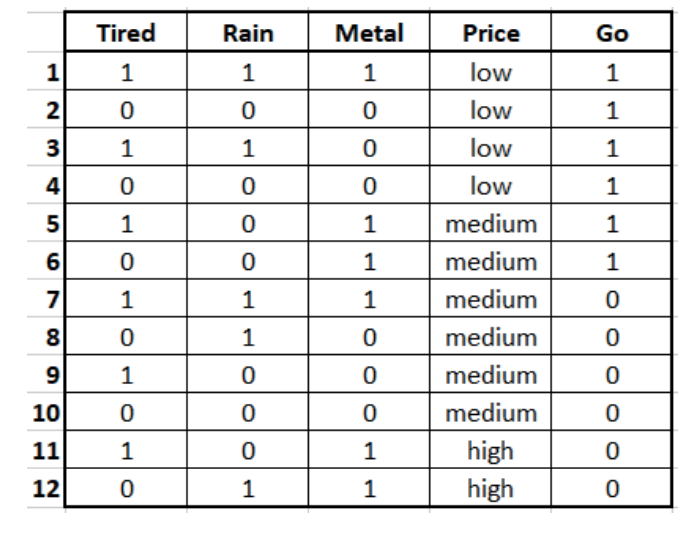 Tired Rain Metal Price Go
1 1 1 1 low 1
2 0 0 0 low 1
3 1 1 0 low 1
4 0 0 0 low 1
5 1 0 1 medium 1
6 0 0 1 medium 1
7 1 1 1 medium 0
8 0 1 0 medium 0
9 1 0 0 medium 0
10 0 0 0 medium 0
11 1 0 1 high 0
12 0 1 1 high 0